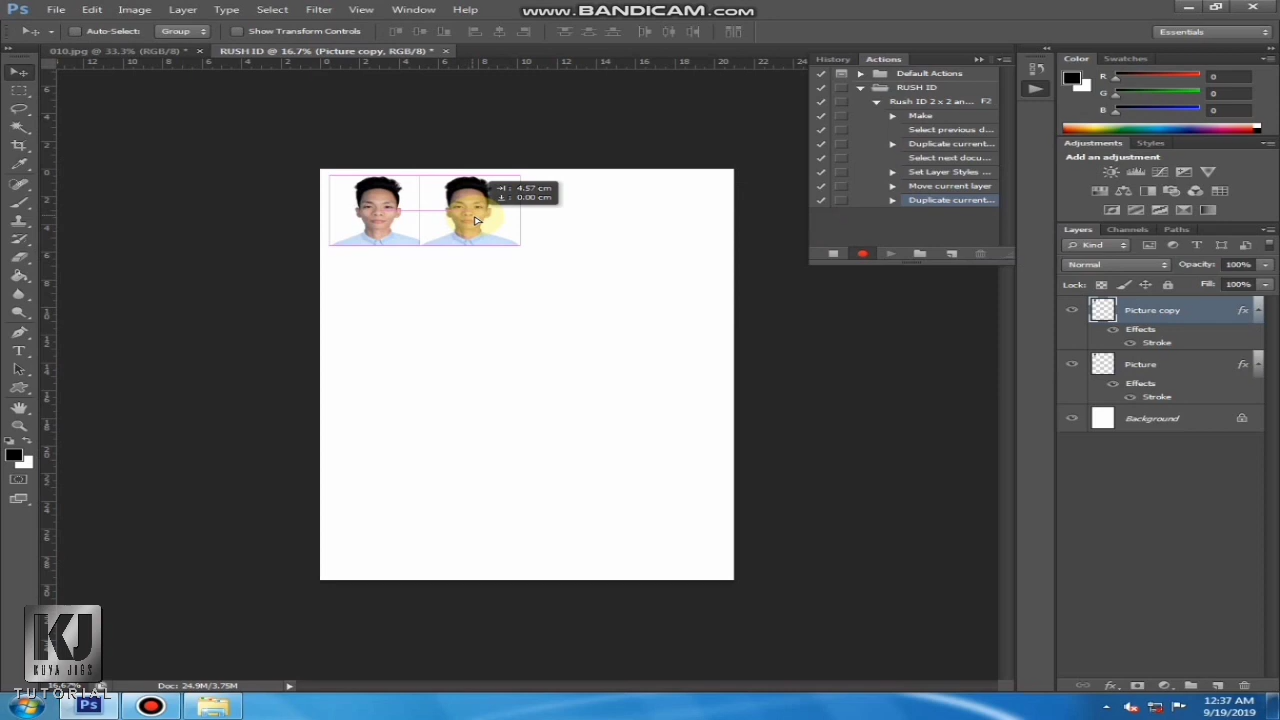 www.BANDICAM.com
Ps File Edit Image Layer Type Select Filter View Window Help
Auto-Select: Group Show Transform Controls Essentials
010.jpg @ 33.3% (RGB/8) * × RUSH ID @ 16.7% (Picture copy, RGB/8) * ×
History Actions
Default Actions
RUSH ID
Rush ID 2 x 2 an... F2
Make
Select previous d...
Duplicate current...
Select next docu...
Set Layer Styles ...
Move current layer
Duplicate current...
Color Swatches
R 0
G 0
B 0
Adjustments Styles
Add an adjustment
Layers Channels Paths
Kind
Normal Opacity: 100%
Lock: Fill: 100%
Picture copy fx
Effects
Stroke
Picture fx
Effects
Stroke
Background
4.57 cm
0.00 cm
KJ
KUYA JIGS
TUTORIAL
Doc: 24.9M/3.75M
Ps
12:37 AM
9/19/2019